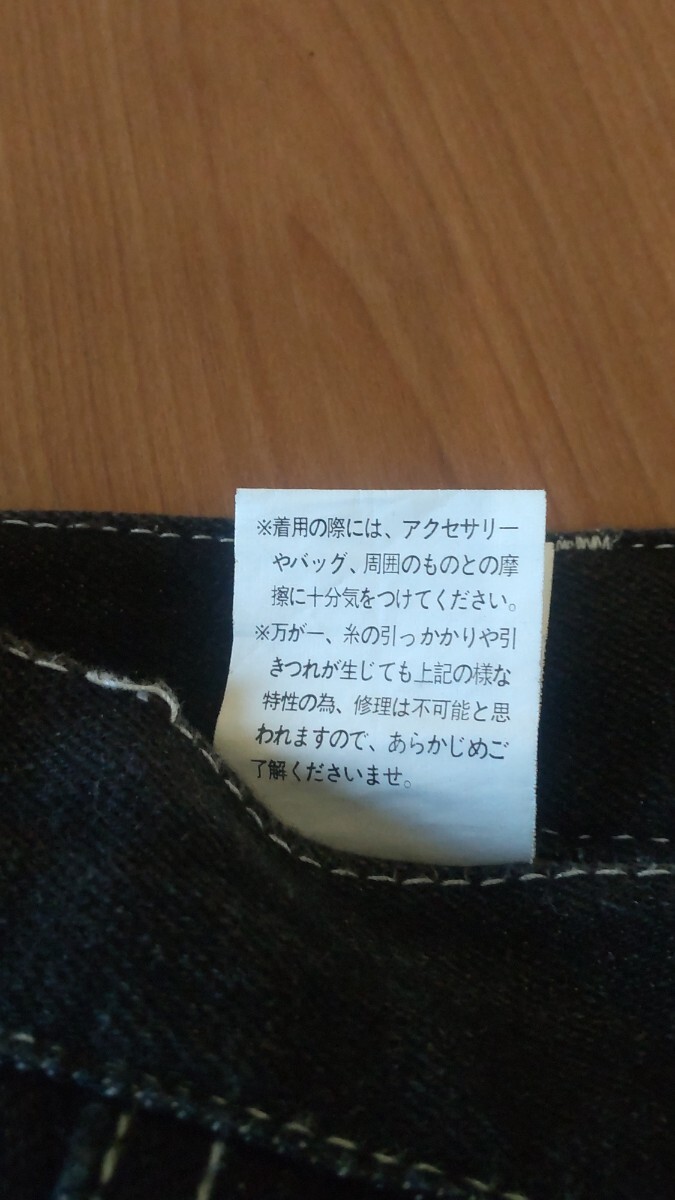 ※着用の際には、アクセサリー
やバッグ、周囲のものとの摩
擦に十分気をつけてください。
※万が一、糸の引っかかりや引
きつれが生じても上記の様な
特性の為、修理は不可能と思
われますので、あらかじめご
了解くださいませ。